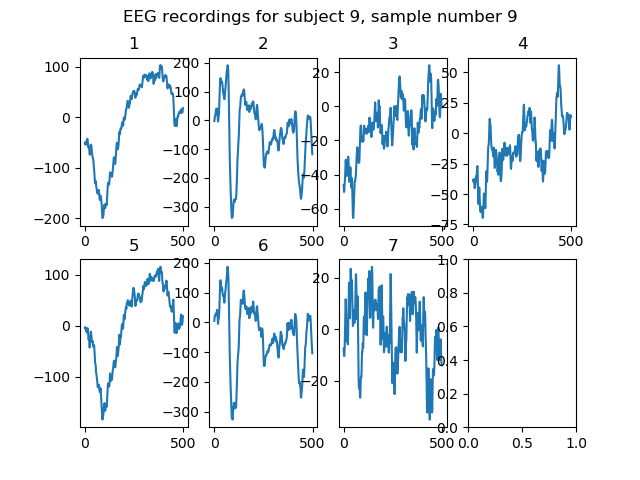 EEG recordings for subject 9, sample number 9
1 2 3 4
100 200 20 50
0 100 0 25
−100 0 −20 0
−200 −100 −40 −25
−200 −60 −50
−300 −75
0 500 0 500 0 500 0 500
5 6 7
100 200 20 1.0
0 100 0 0.8
−100 0 −20 0.6
−100 0.4
−200 0.2
−300 0.0
0 500 0 500 0 500 0.0 0.5 1.0